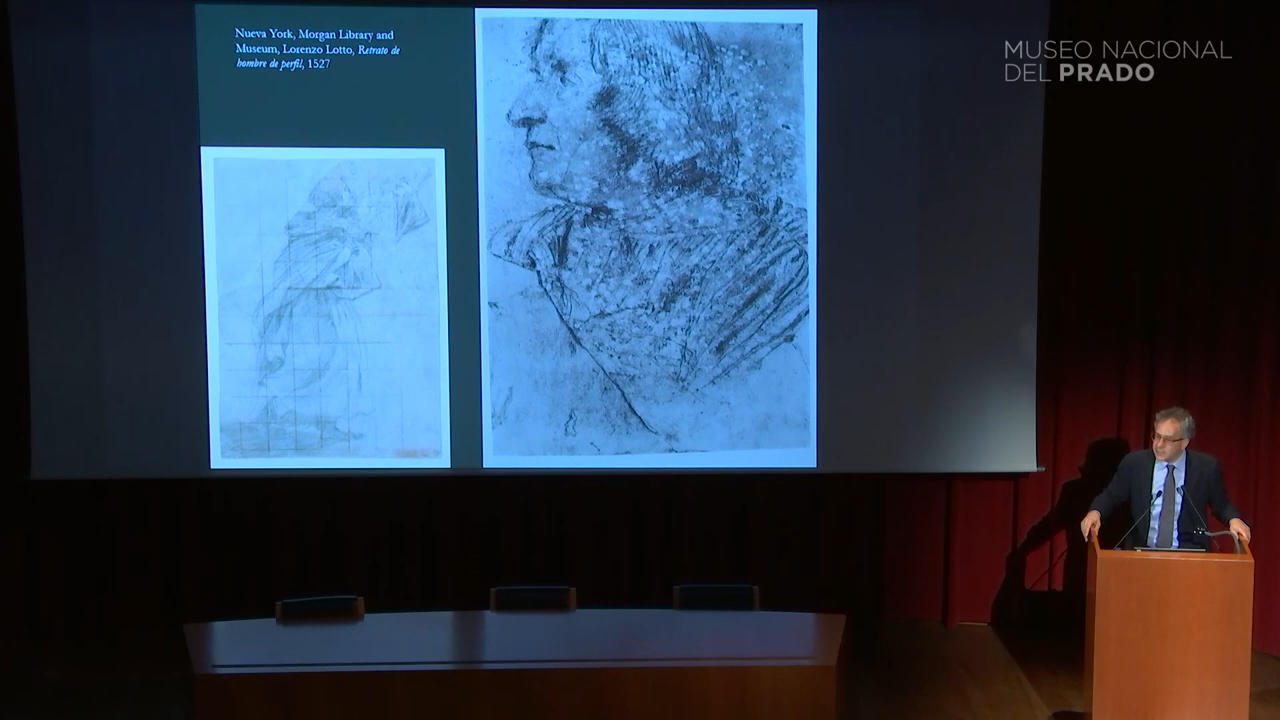 Nueva York, Morgan Library and
Museum, Lorenzo Lotto, Retrato de
hombre de perfil, 1527
MUSEO NACIONAL
DEL PRADO